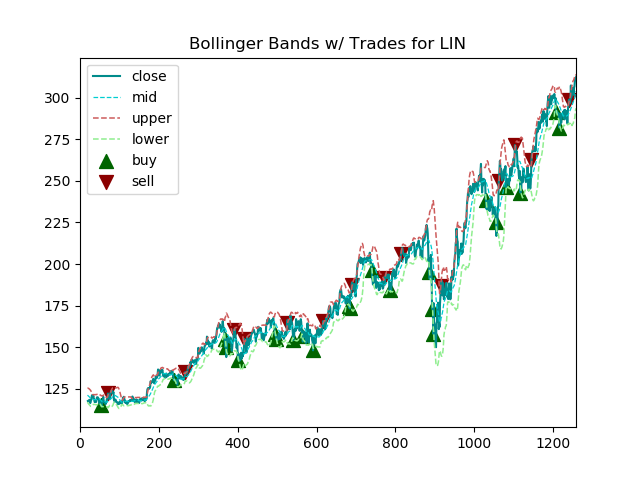 Bollinger Bands w/ Trades for LIN
close
mid
upper
lower
buy
sell
300
275
250
225
200
175
150
125
0 200 400 600 800 1000 1200